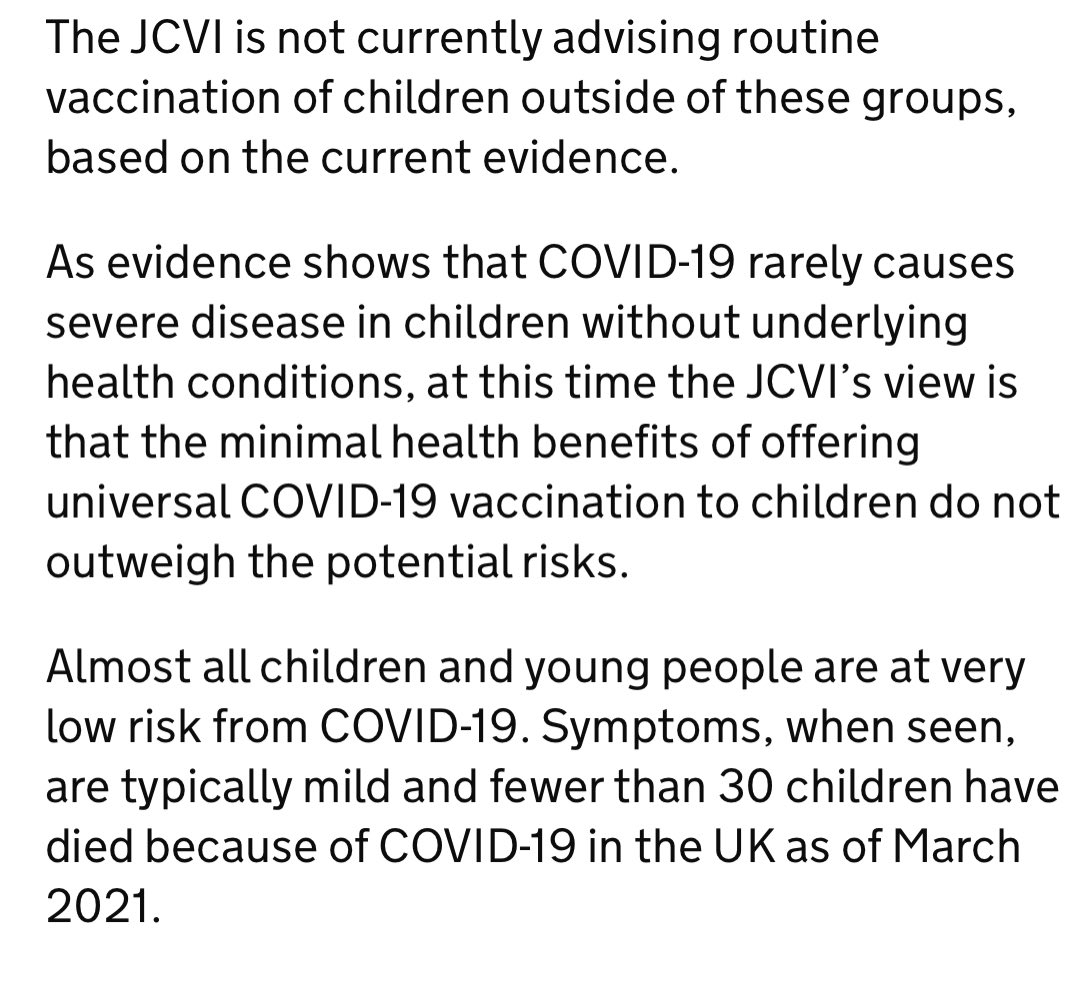 The JCVI is not currently advising routine
vaccination of children outside of these groups,
based on the current evidence.
As evidence shows that COVID-19 rarely causes
severe disease in children without underlying
health conditions, at this time the JCVI’s view is
that the minimal health benefits of offering
universal COVID-19 vaccination to children do not
outweigh the potential risks.
Almost all children and young people are at very
low risk from COVID-19. Symptoms, when seen,
are typically mild and fewer than 30 children have
died because of COVID-19 in the UK as of March
2021.